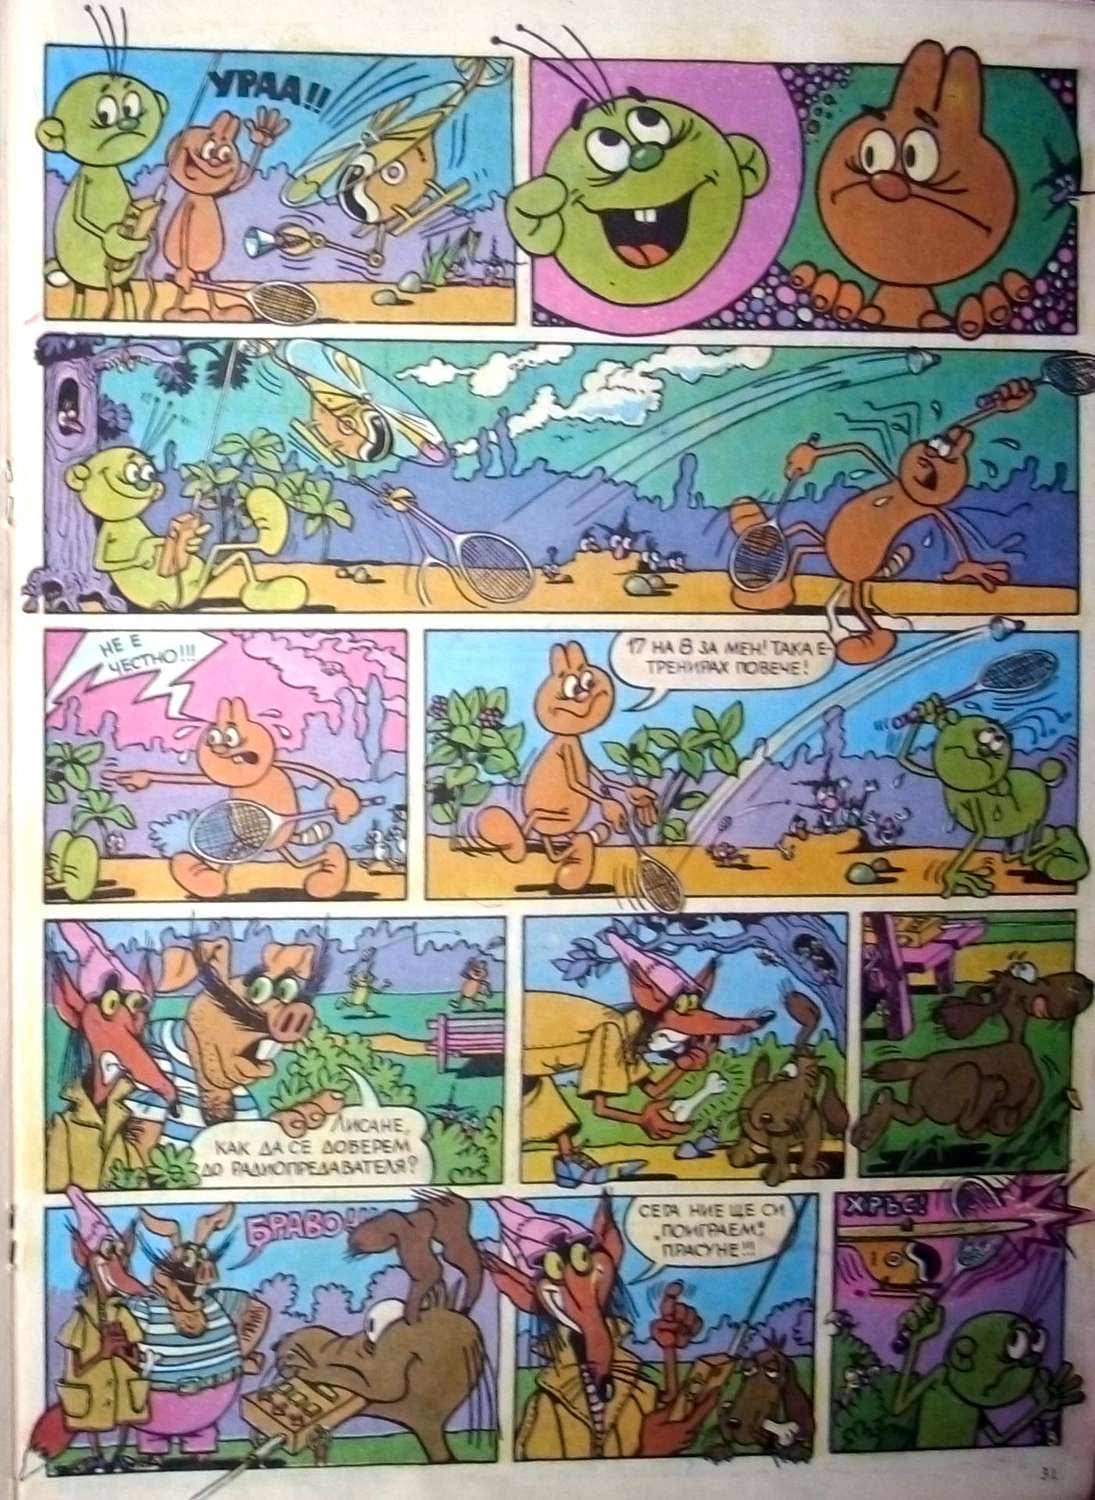 УРАА!!
НЕ Е
ЧЕСТНО!!!
17 НА 8 ЗА МЕН! ТАКА Е-
ТРЕНИРАХ ПОВЕЧЕ!
ЛИСАНЕ,
КАК ДА СЕ ДОБЕРЕМ
ДО РАДИОПРЕДАВАТЕЛЯ?
БРАВО!!!
СЕГА НИЕ ЩЕ СИ
„ПОИГРАЕМ",
ПРАСУНЕ!!!
ХРЪС!
31